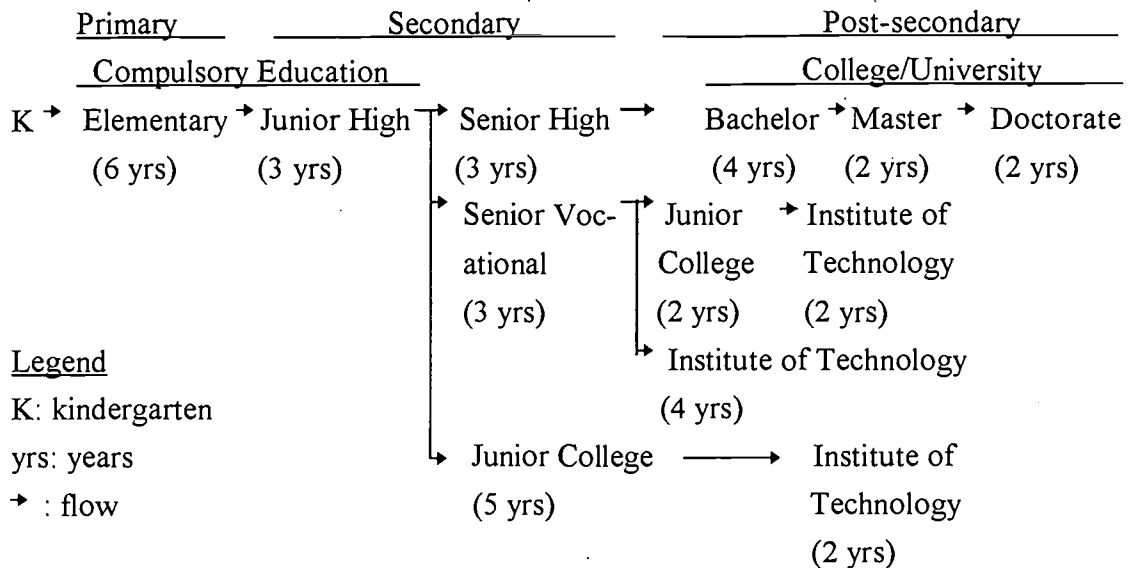 Primary Secondary Post-secondary
Compulsory Education College/University
K → Elementary → Junior High → Senior High → Bachelor → Master → Doctorate
(6 yrs) (3 yrs) (3 yrs) (4 yrs) (2 yrs) (2 yrs)
Senior Voc- → Junior → Institute of
ational College Technology
(3 yrs) (2 yrs) (2 yrs)
Legend → Institute of Technology
K: kindergarten (4 yrs)
yrs: years → Junior College → Institute of
→ : flow (5 yrs) Technology
(2 yrs)